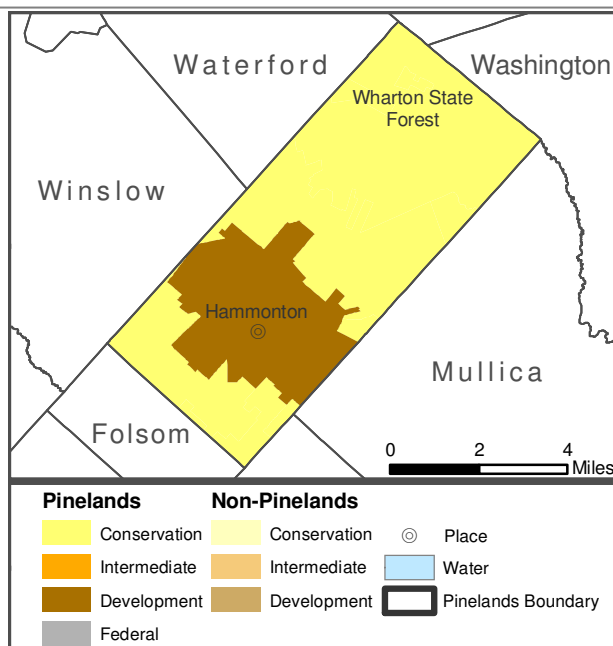 Waterford
Washington
Wharton State
Forest
Winslow
Hammonton
Mullica
Folsom
0 2 4
Miles
Pinelands Non-Pinelands
Conservation Conservation Place
Intermediate Intermediate Water
Development Development Pinelands Boundary
Federal